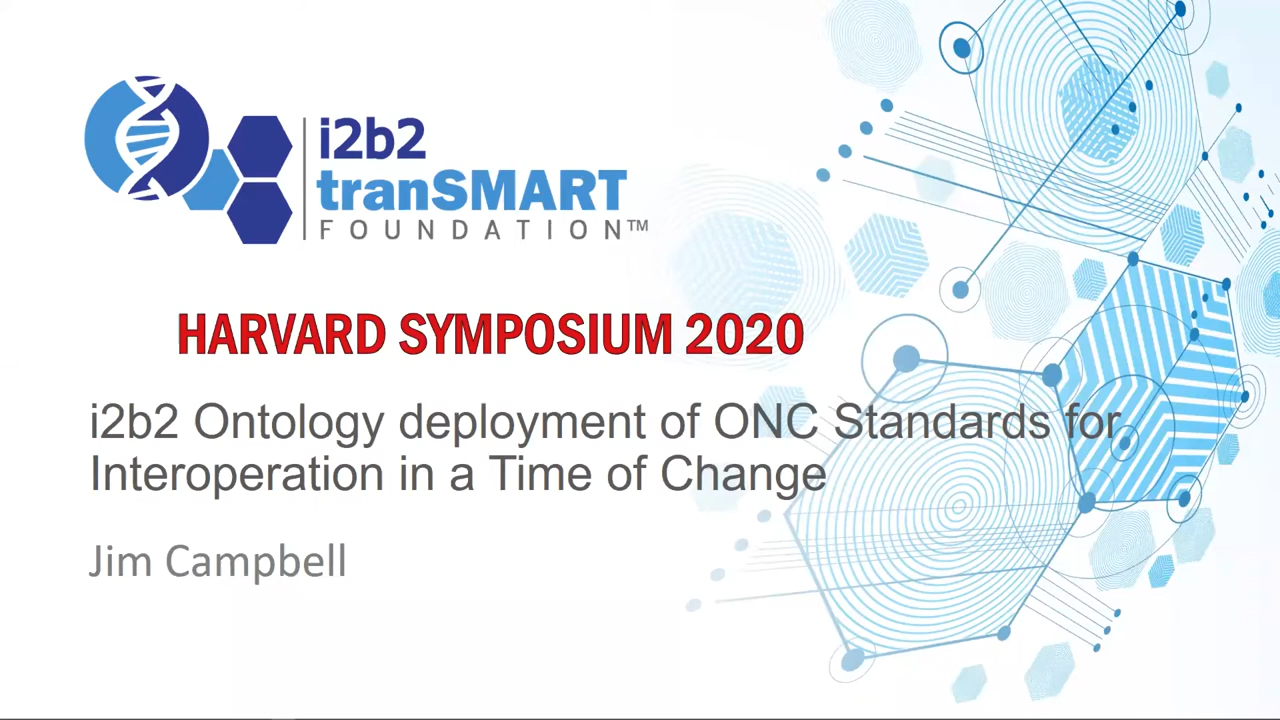 i2b2
tranSMART
FOUNDATION™
HARVARD SYMPOSIUM 2020
i2b2 Ontology deployment of ONC Standards for
Interoperation in a Time of Change
Jim Campbell